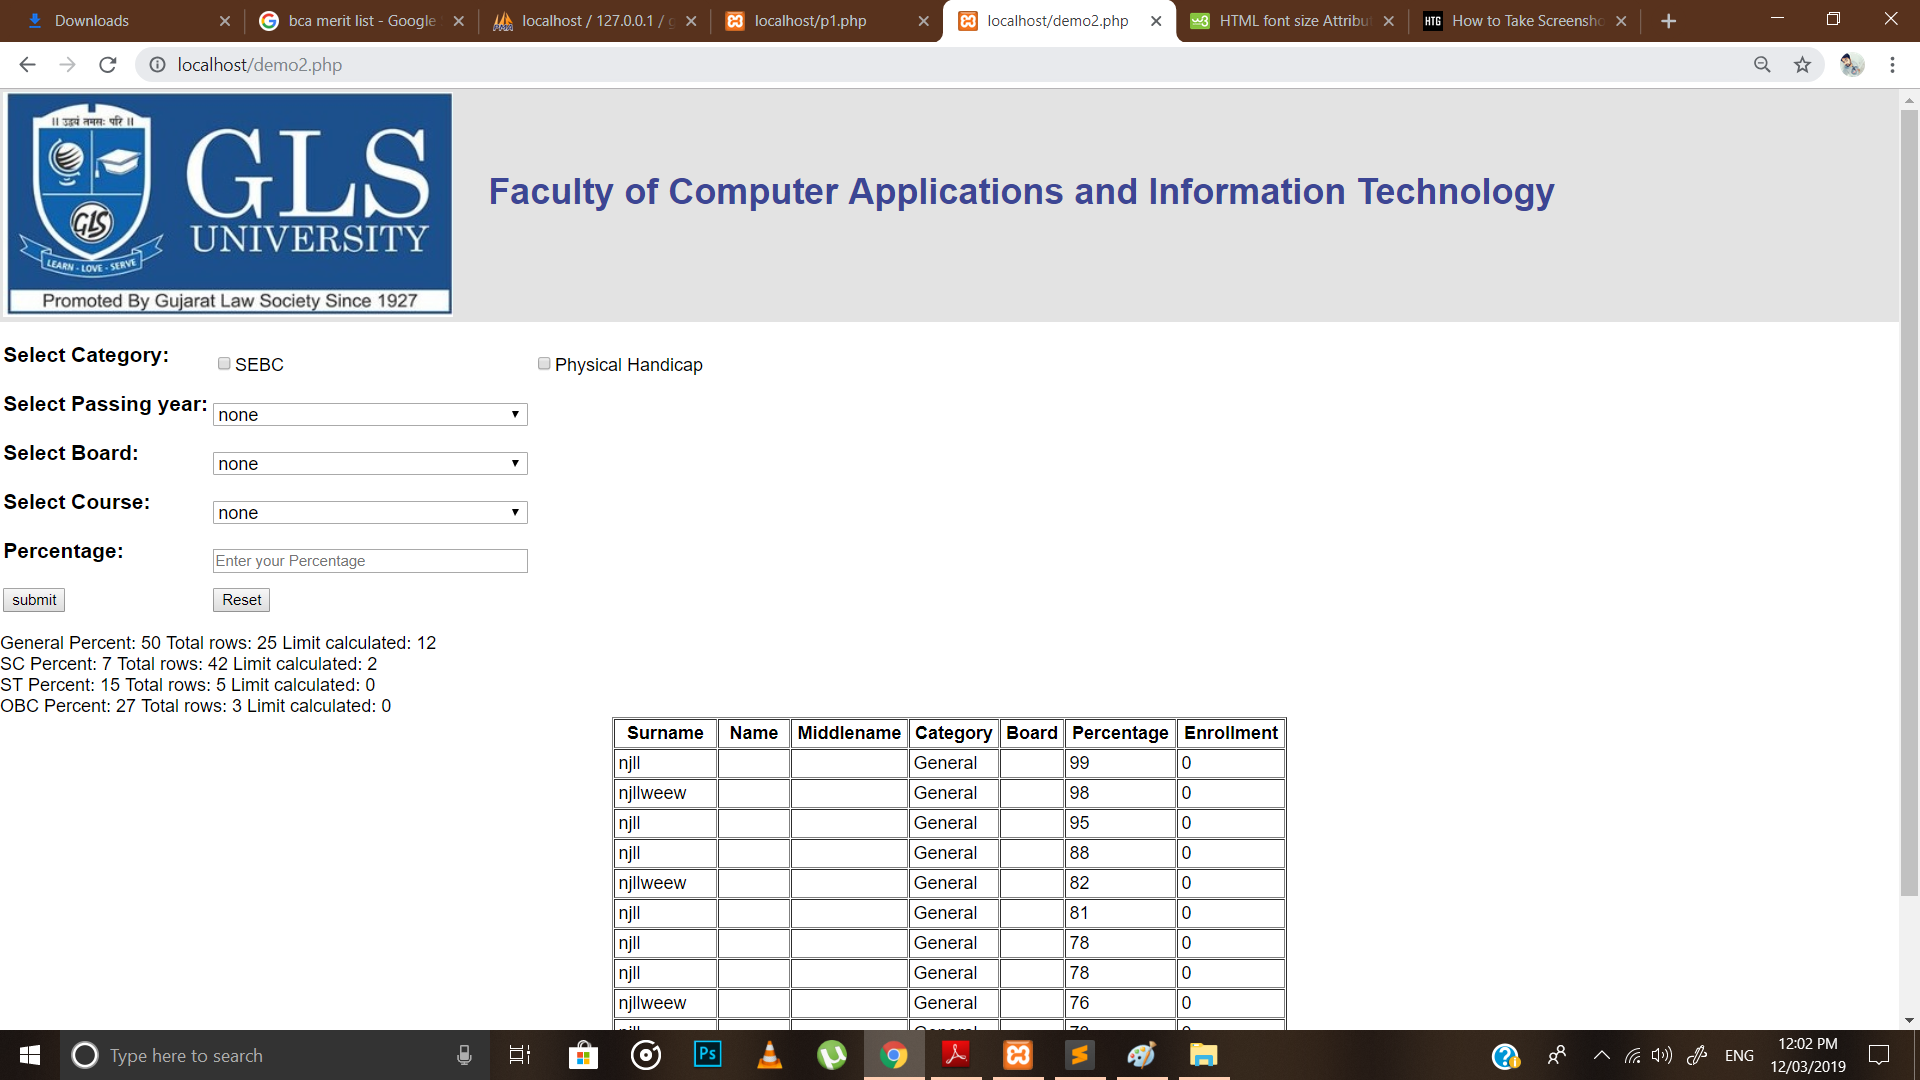 Downloads
bca merit list - Google
localhost / 127.0.0.1 / g
localhost/p1.php
localhost/demo2.php
HTML font size Attribut
HTG
How to Take Screensho
localhost/demo2.php
॥ उद्वयं तमसः परि ॥
GLS
LEARN - LOVE - SERVE
GLS
UNIVERSITY
Promoted By Gujarat Law Society Since 1927
Faculty of Computer Applications and Information Technology
Select Category:
SEBC
Physical Handicap
Select Passing year:
none
Select Board:
none
Select Course:
none
Percentage:
Enter your Percentage
submit
Reset
General Percent: 50 Total rows: 25 Limit calculated: 12
SC Percent: 7 Total rows: 42 Limit calculated: 2
ST Percent: 15 Total rows: 5 Limit calculated: 0
OBC Percent: 27 Total rows: 3 Limit calculated: 0
Surname Name Middlename Category Board Percentage Enrollment
njll General 99 0
njllweew General 98 0
njll General 95 0
njll General 88 0
njllweew General 82 0
njll General 81 0
njll General 78 0
njll General 78 0
njllweew General 76 0
Type here to search
Ps
ENG
12:02 PM
12/03/2019